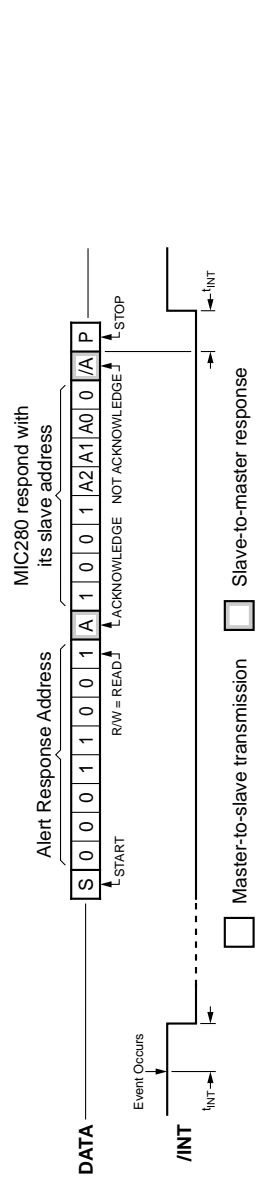 Alert Response Address
MIC280 respond with
its slave address
DATA
S 0 0 0 1 1 0 0 1 A 1 0 0 1 A2 A1 A0 0 /A P
START
R/W = READ
ACKNOWLEDGE
NOT ACKNOWLEDGE
STOP
Event Occurs
/INT
tINT
tINT
Master-to-slave transmission
Slave-to-master response